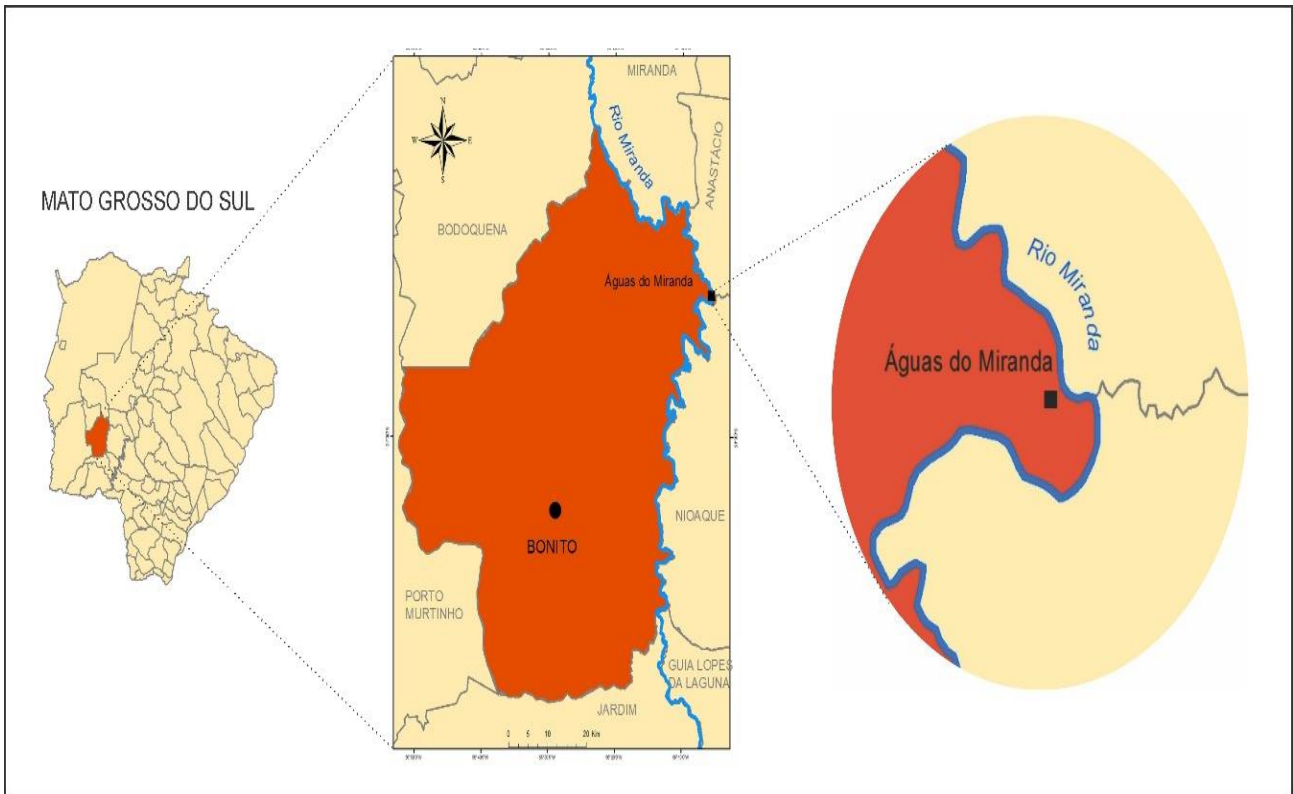 MATO GROSSO DO SUL
N
W
E
S
MIRANDA
Rio Miranda
ANASTÁCIO
BODOQUENA
Águas do Miranda
BONITO
NIOAQUE
PORTO
MURTINHO
GUIA LOPES
DA LAGUNA
JARDIM
0 5 10 20 Km
Rio Miranda
Águas do Miranda